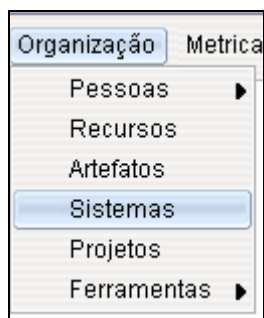 Organização Metrica
Pessoas
Recursos
Artefatos
Sistemas
Projetos
Ferramentas